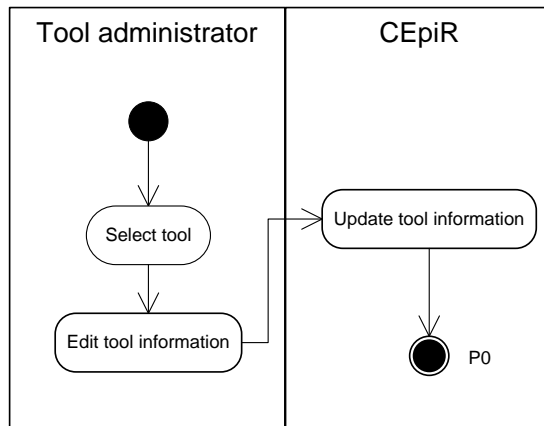 Tool administrator
CEpiR
Select tool
Update tool information
Edit tool information
P0